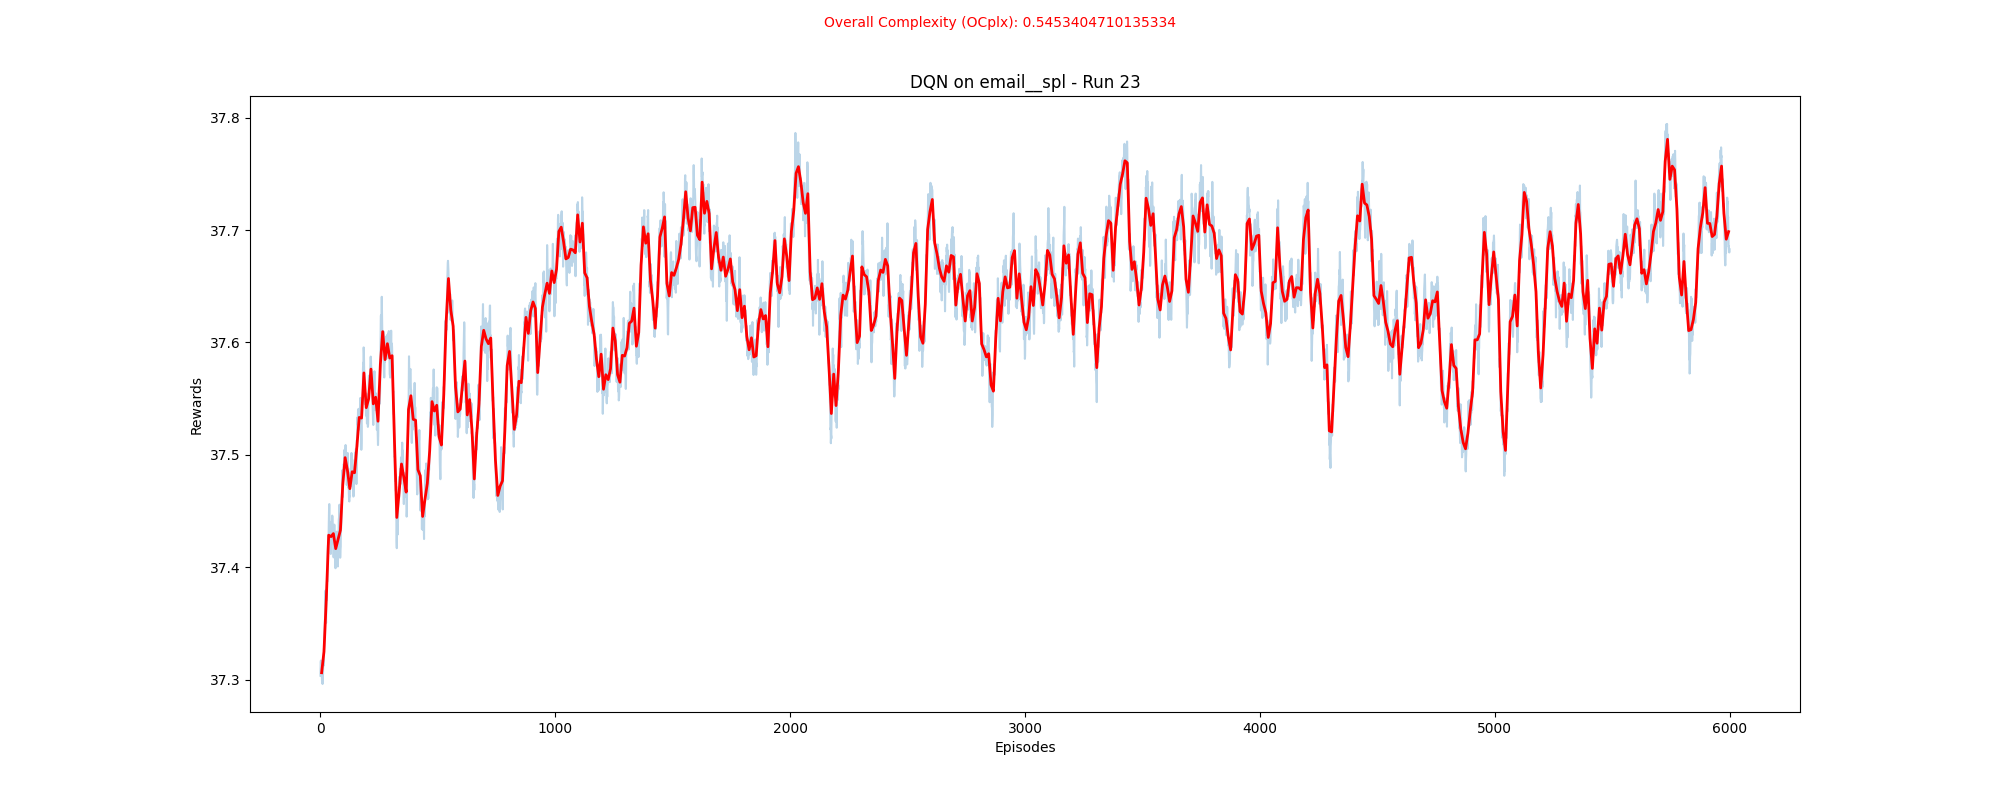 Overall Complexity (OCplx): 0.5453404710135334
DQN on email__spl - Run 23
37.8
37.7
37.6
37.5
37.4
37.3
Rewards
0 1000 2000 3000 4000 5000 6000
Episodes